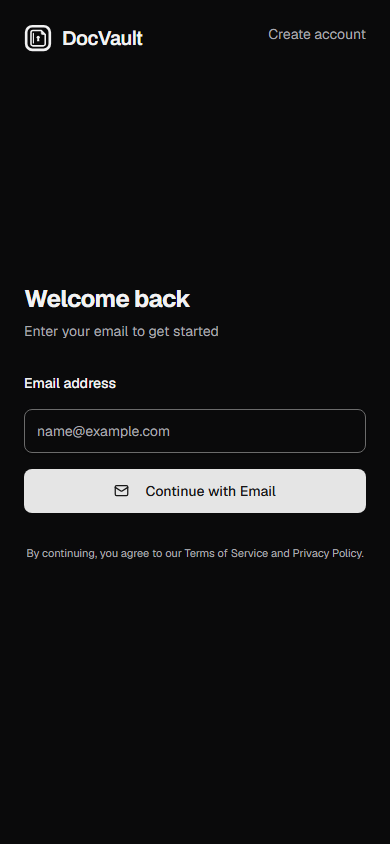 DocVault
Create account
Welcome back
Enter your email to get started
Email address
name@example.com
Continue with Email
By continuing, you agree to our Terms of Service and Privacy Policy.